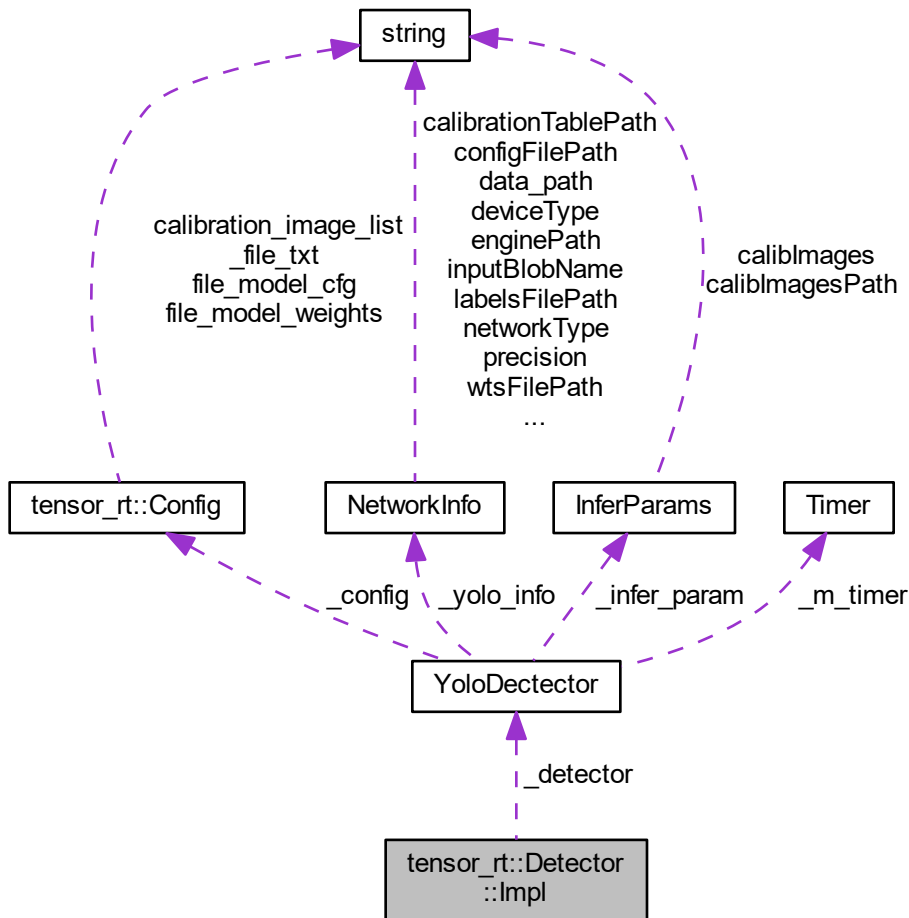 string
calibrationTablePath
configFilePath
data_path
deviceType
enginePath
inputBlobName
labelsFilePath
networkType
precision
wtsFilePath
...
calibration_image_list
_file_txt
file_model_cfg
file_model_weights
calibImages
calibImagesPath
tensor_rt::Config
NetworkInfo
InferParams
Timer
_config
_yolo_info
_infer_param
_m_timer
YoloDectector
_detector
tensor_rt::Detector
::Impl